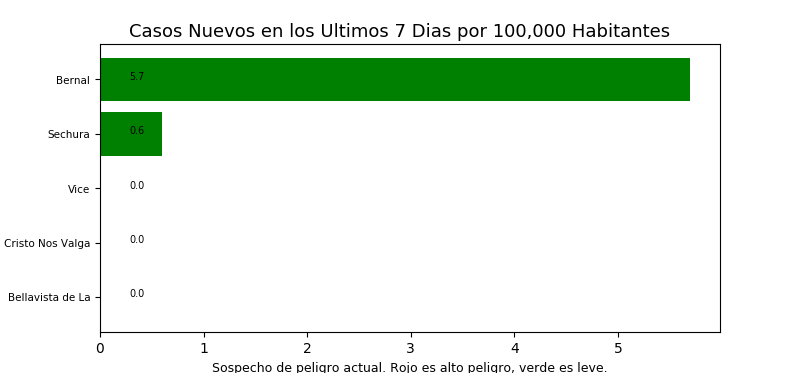 Casos Nuevos en los Ultimos 7 Dias por 100,000 Habitantes
Bernal 5.7
Sechura 0.6
Vice 0.0
Cristo Nos Valga 0.0
Bellavista de La 0.0
0 1 2 3 4 5
Sospecho de peligro actual. Rojo es alto peligro, verde es leve.